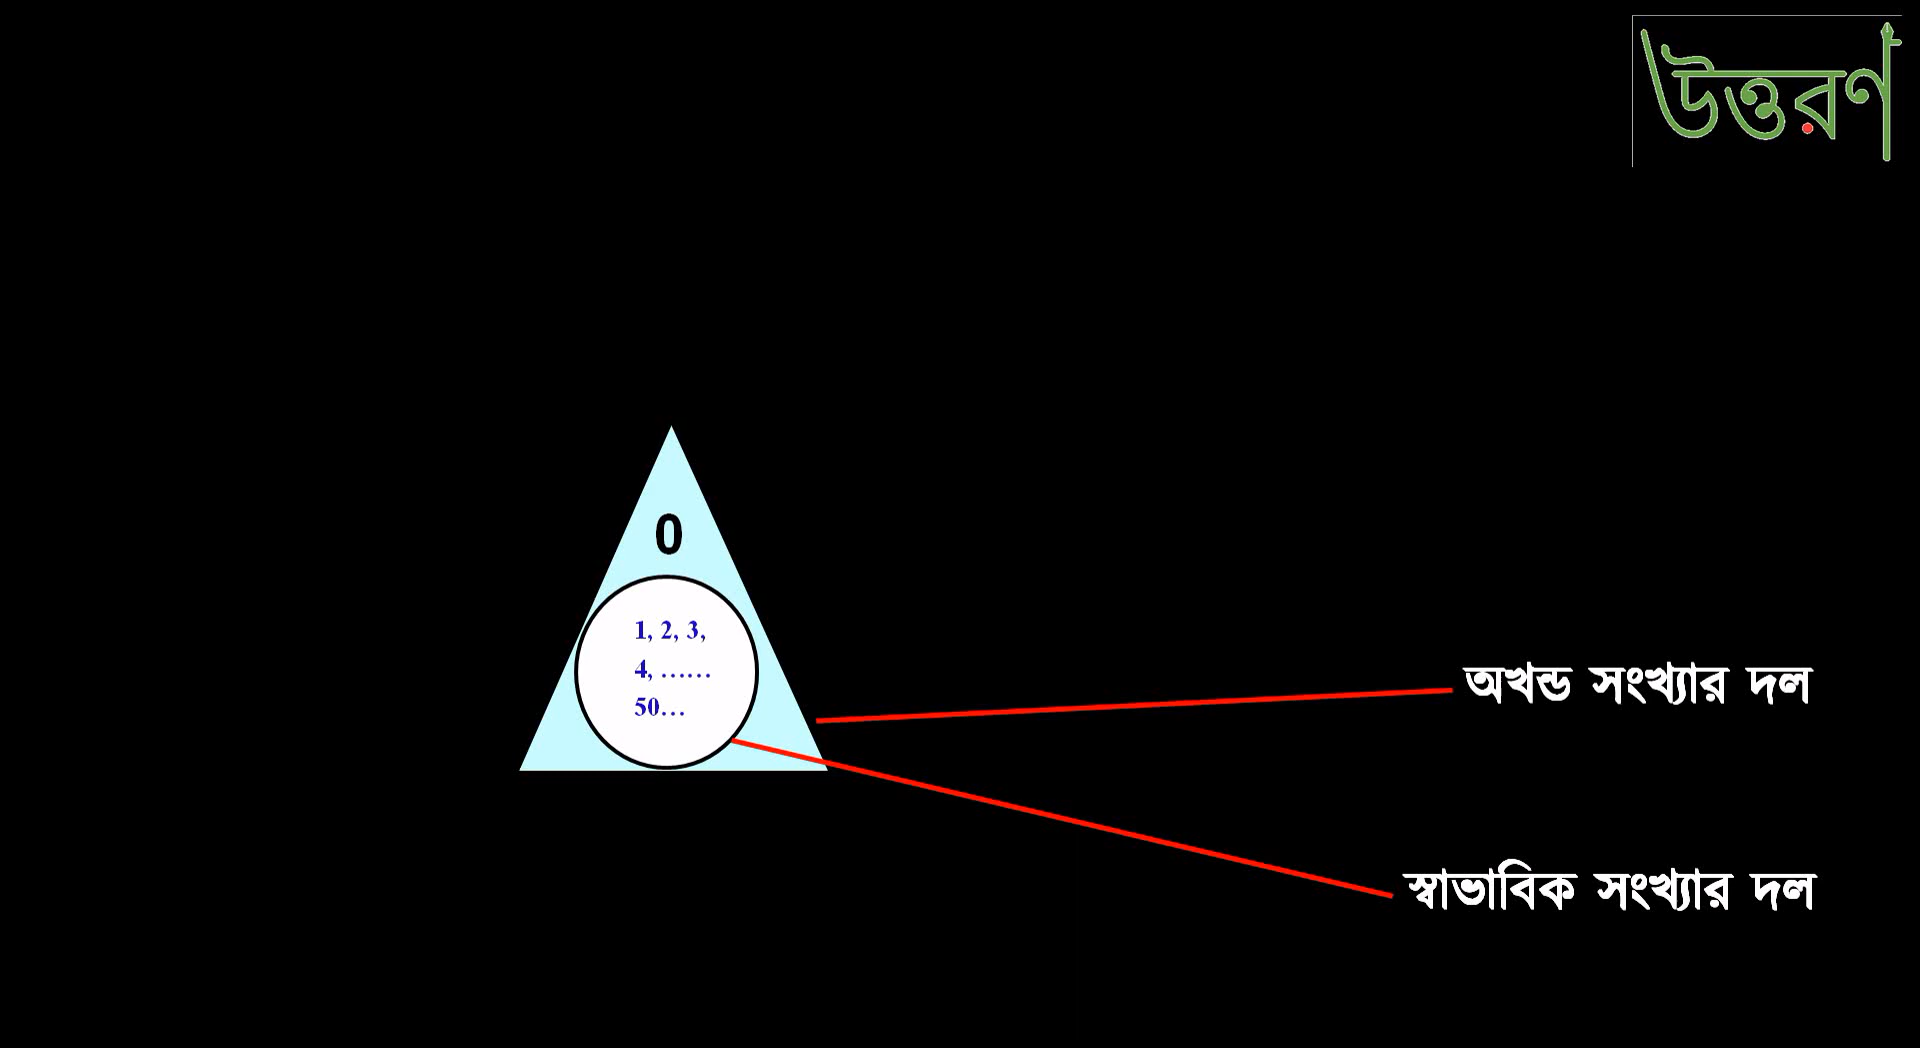 উত্তরণ
0
1, 2, 3,
4, ......
50...
অখন্ড সংখ্যার দল
স্বাভাবিক সংখ্যার দল